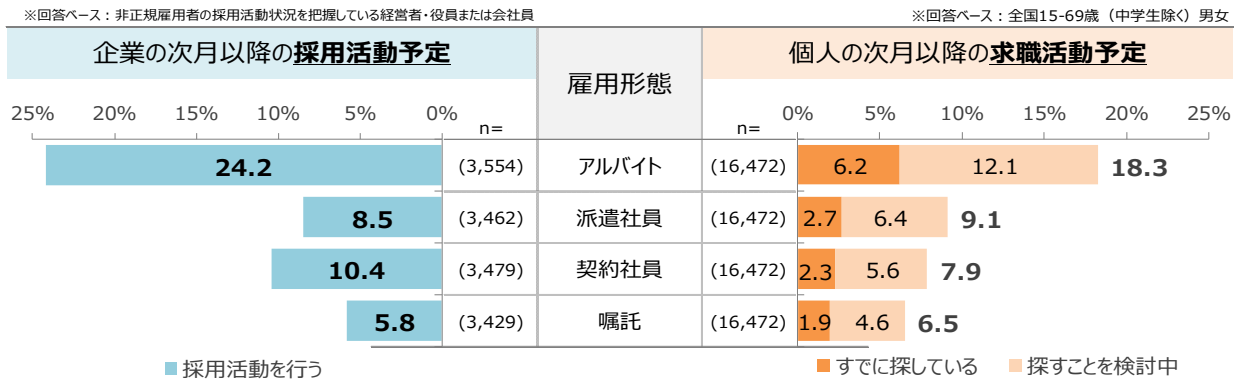 ※回答ベース：非正規雇用者の採用活動状況を把握している経営者・役員または会社員
※回答ベース：全国15-69歳（中学生除く）男女
企業の次月以降の採用活動予定
雇用形態
個人の次月以降の求職活動予定
25% 20% 15% 10% 5% 0%
n=
n=
0% 5% 10% 15% 20% 25%
24.2 (3,554) アルバイト (16,472) 6.2 12.1 18.3
8.5 (3,462) 派遣社員 (16,472) 2.7 6.4 9.1
10.4 (3,479) 契約社員 (16,472) 2.3 5.6 7.9
5.8 (3,429) 嘱託 (16,472) 1.9 4.6 6.5
採用活動を行う
すでに探している 探すことを検討中